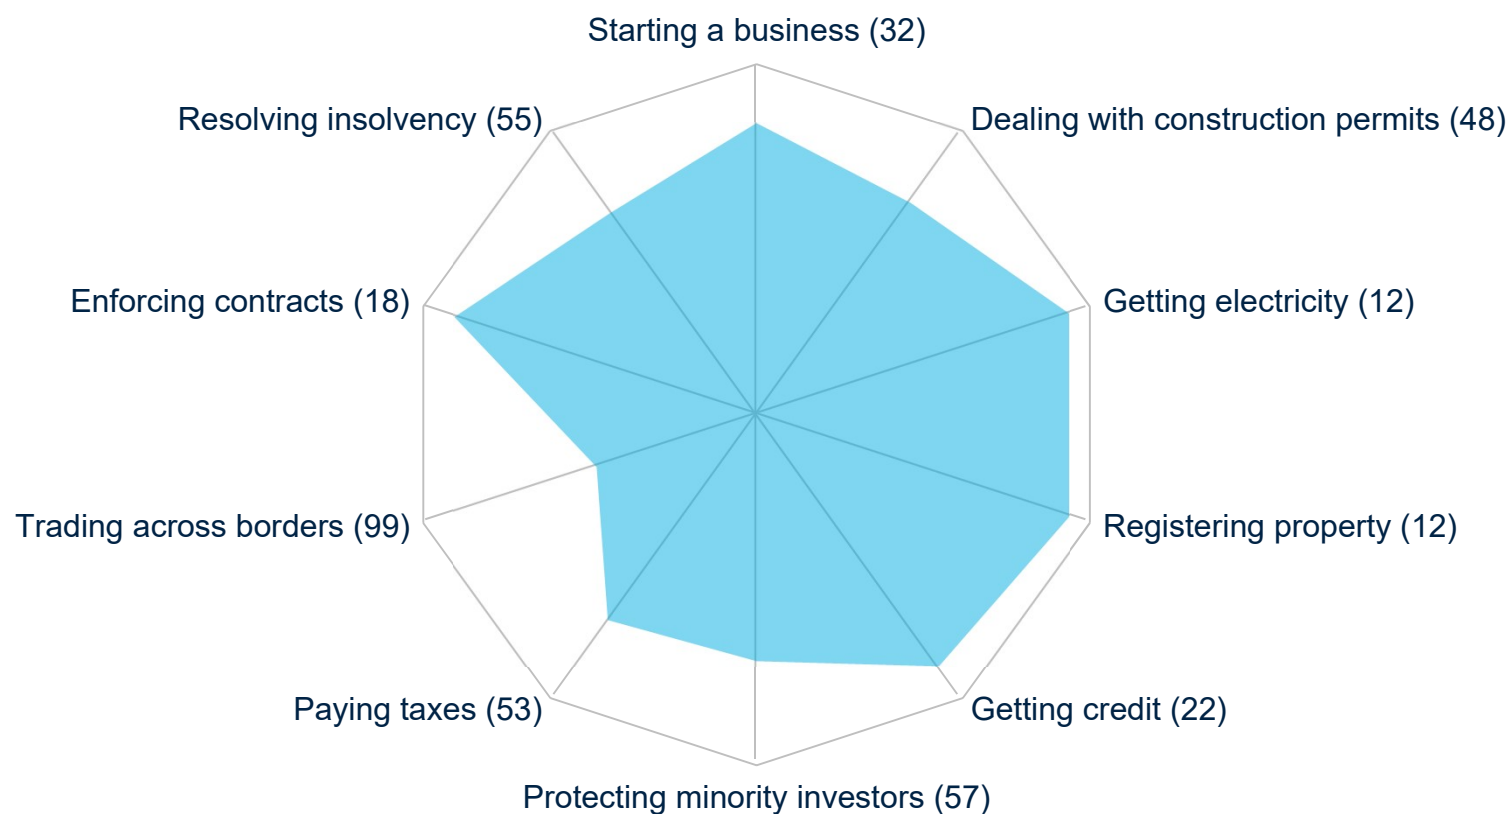 Starting a business (32)
Resolving insolvency (55)
Dealing with construction permits (48)
Enforcing contracts (18)
Getting electricity (12)
Trading across borders (99)
Registering property (12)
Paying taxes (53)
Getting credit (22)
Protecting minority investors (57)